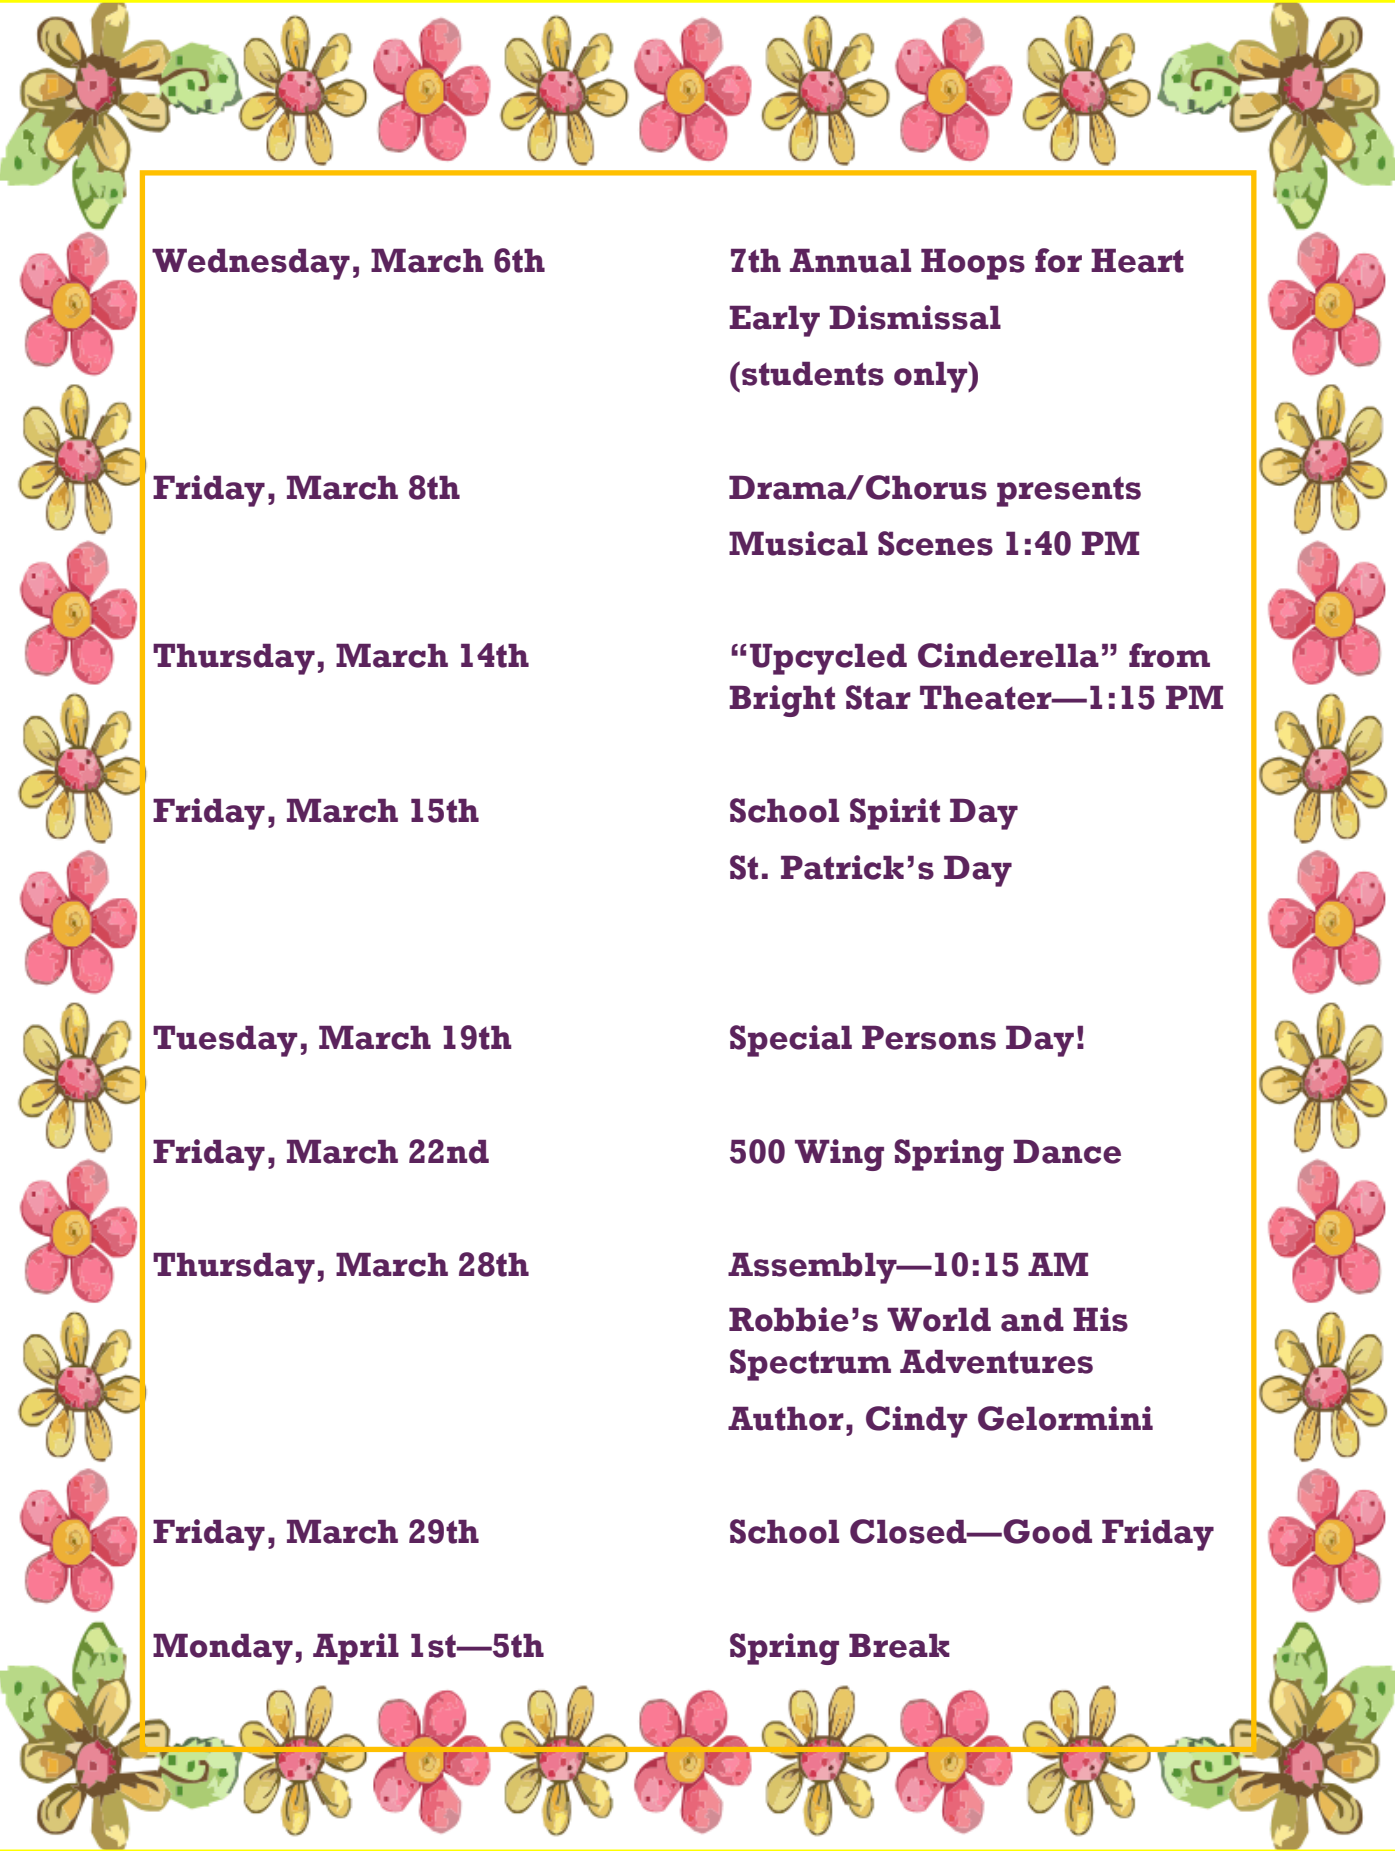 Wednesday, March 6th 7th Annual Hoops for Heart
Early Dismissal
(students only)
Friday, March 8th Drama/Chorus presents
Musical Scenes 1:40 PM
Thursday, March 14th “Upcycled Cinderella” from
Bright Star Theater—1:15 PM
Friday, March 15th School Spirit Day
St. Patrick’s Day
Tuesday, March 19th Special Persons Day!
Friday, March 22nd 500 Wing Spring Dance
Thursday, March 28th Assembly—10:15 AM
Robbie’s World and His
Spectrum Adventures
Author, Cindy Gelormini
Friday, March 29th School Closed—Good Friday
Monday, April 1st—5th Spring Break